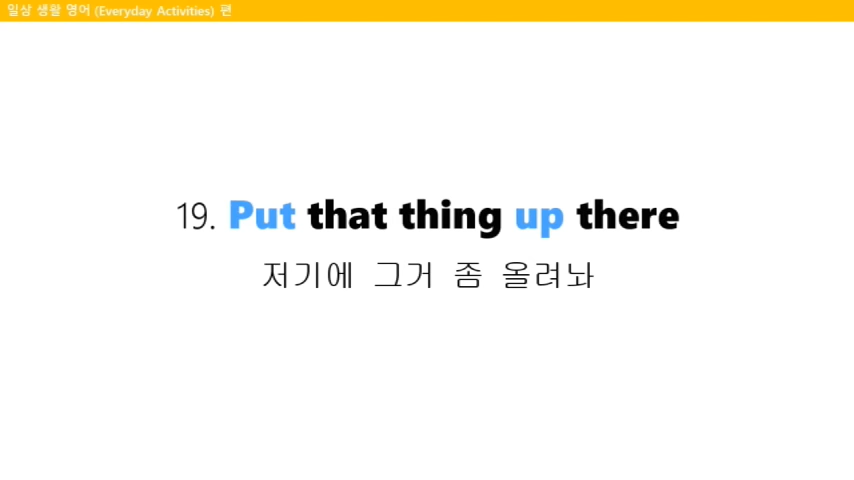 일상 생활 영어 (Everyday Activities) 편
19. Put that thing up there
저기에 그거 좀 올려놔